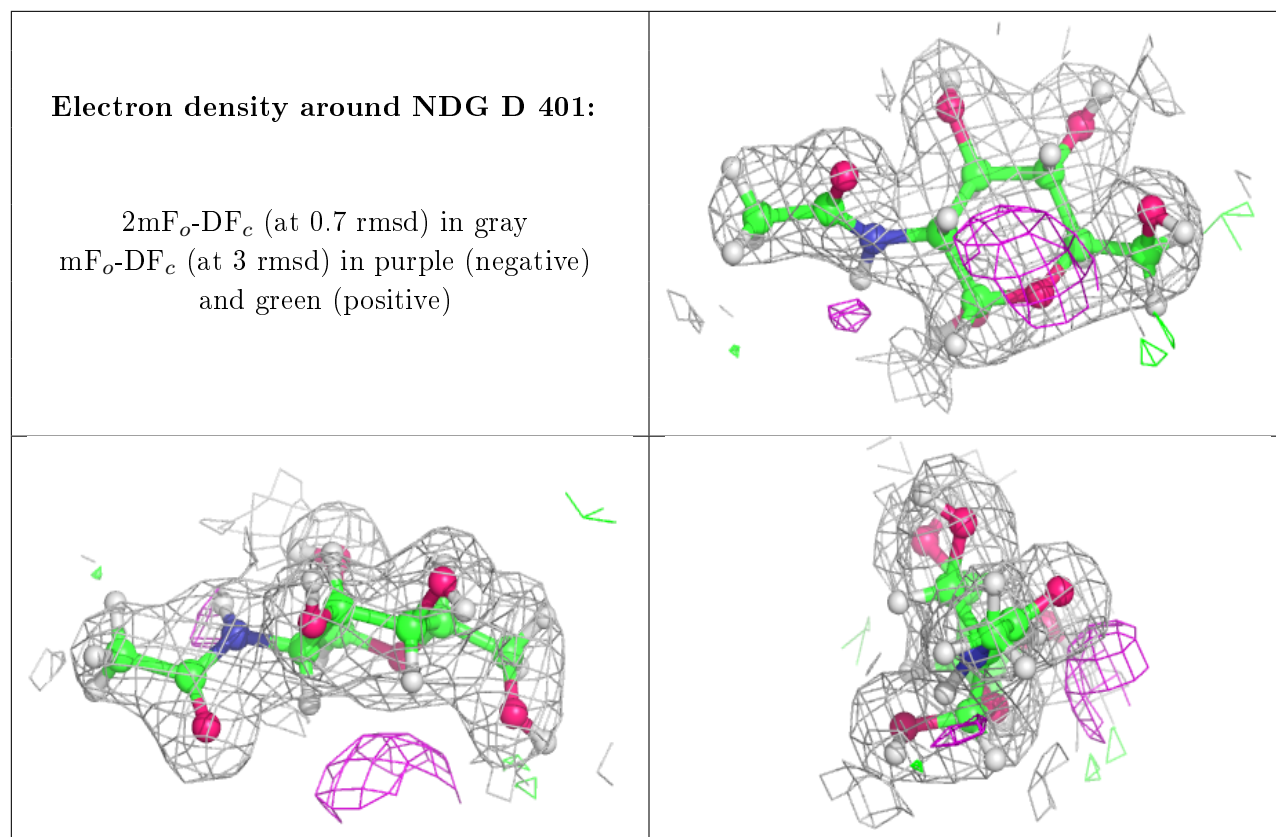 Electron density around NDG D 401:
2mFₒ-DF𝒸 (at 0.7 rmsd) in gray
mFₒ-DF𝒸 (at 3 rmsd) in purple (negative)
and green (positive)